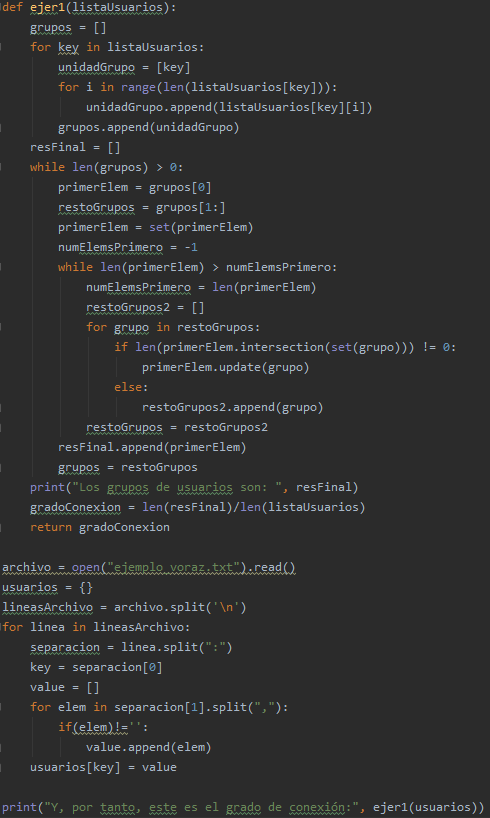 def ejer1(listaUsuarios):
    grupos = []
    for key in listaUsuarios:
        unidadGrupo = [key]
        for i in range(len(listaUsuarios[key])):
            unidadGrupo.append(listaUsuarios[key][i])
        grupos.append(unidadGrupo)
    resFinal = []
    while len(grupos) > 0:
        primerElem = grupos[0]
        restoGrupos = grupos[1:]
        primerElem = set(primerElem)
        numElemsPrimero = -1
        while len(primerElem) > numElemsPrimero:
            numElemsPrimero = len(primerElem)
            restoGrupos2 = []
            for grupo in restoGrupos:
                if len(primerElem.intersection(set(grupo))) != 0:
                    primerElem.update(grupo)
                else:
                    restoGrupos2.append(grupo)
            restoGrupos = restoGrupos2
        resFinal.append(primerElem)
        grupos = restoGrupos
    print("Los grupos de usuarios son: ", resFinal)
    gradoConexion = len(resFinal)/len(listaUsuarios)
    return gradoConexion

archivo = open("ejemplo_voraz.txt").read()
usuarios = {}
lineasArchivo = archivo.split('\n')
for linea in lineasArchivo:
    separacion = linea.split(":")
    key = separacion[0]
    value = []
    for elem in separacion[1].split(","):
        if(elem)!='':
            value.append(elem)
    usuarios[key] = value

print("Y, por tanto, este es el grado de conexión:", ejer1(usuarios))